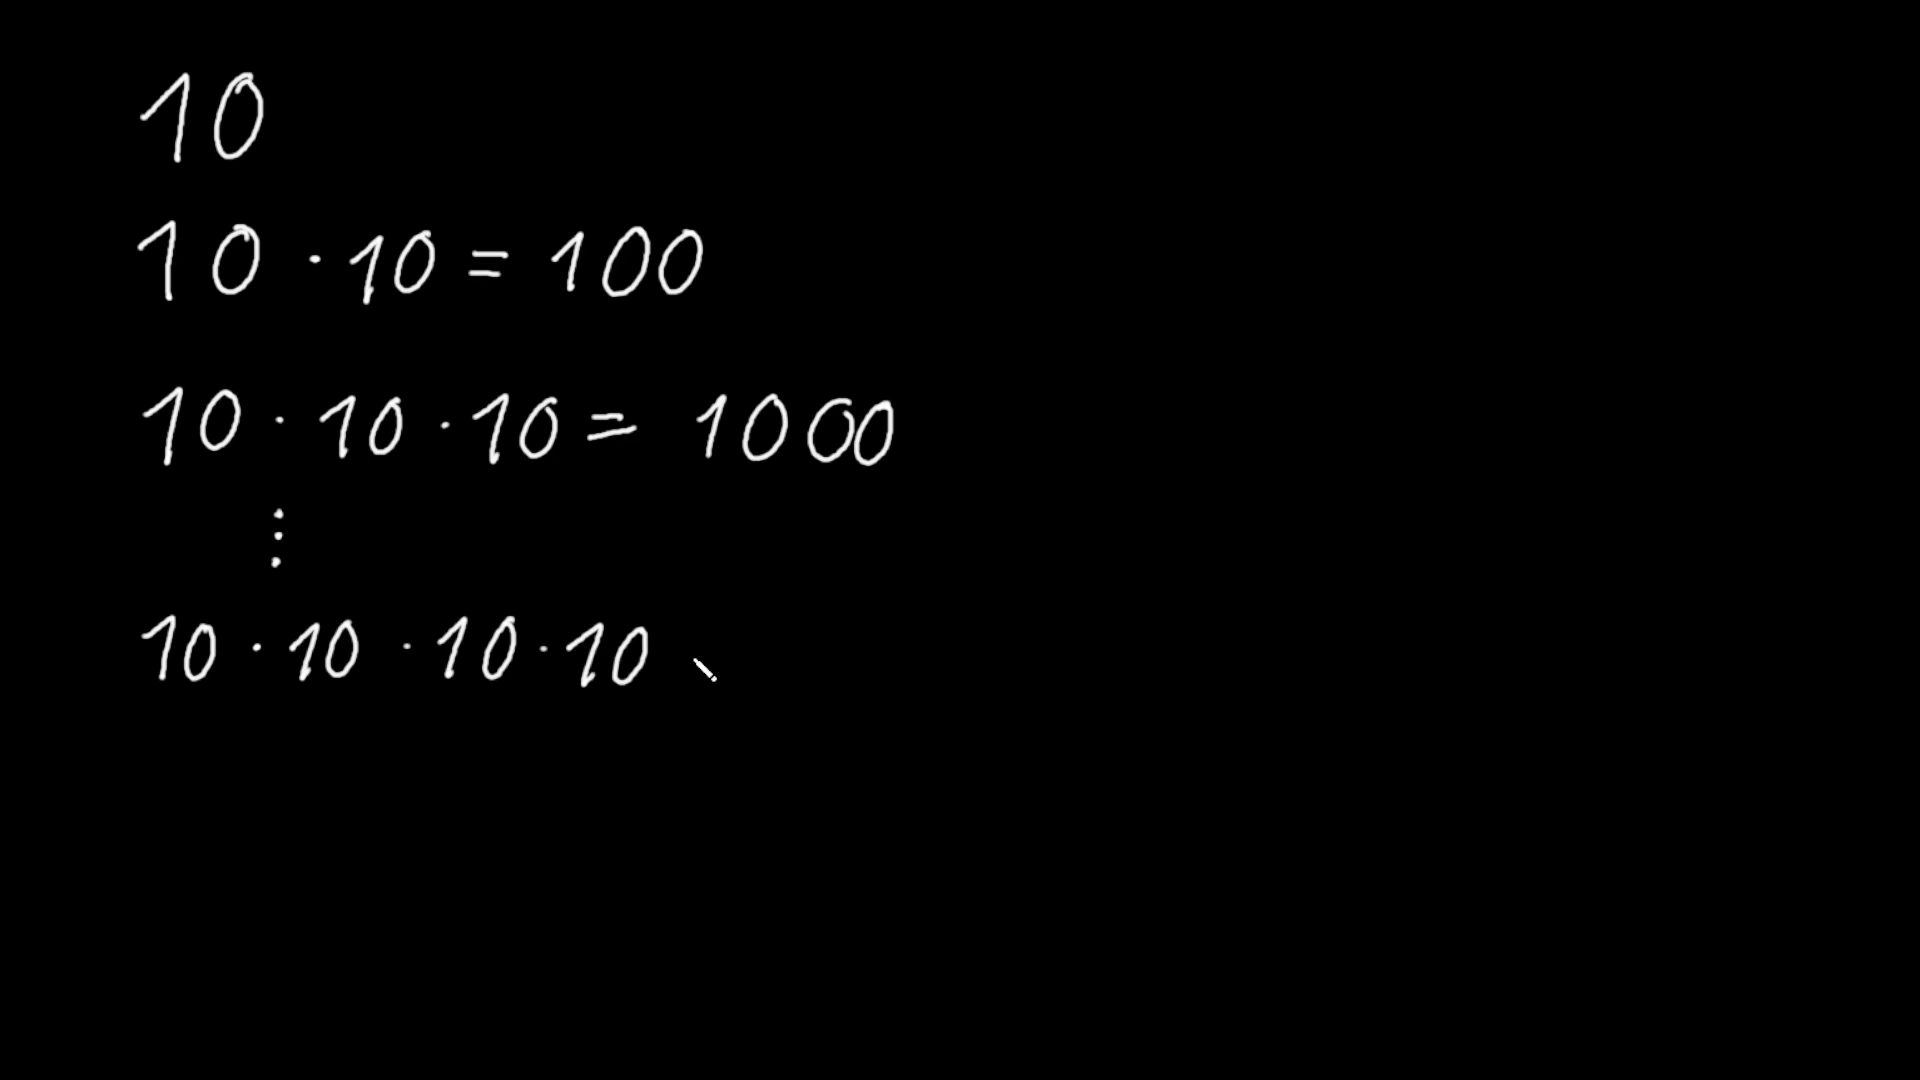 10
10 · 10 = 100
10 · 10 · 10 = 1000
⋮
10 · 10 · 10 · 10